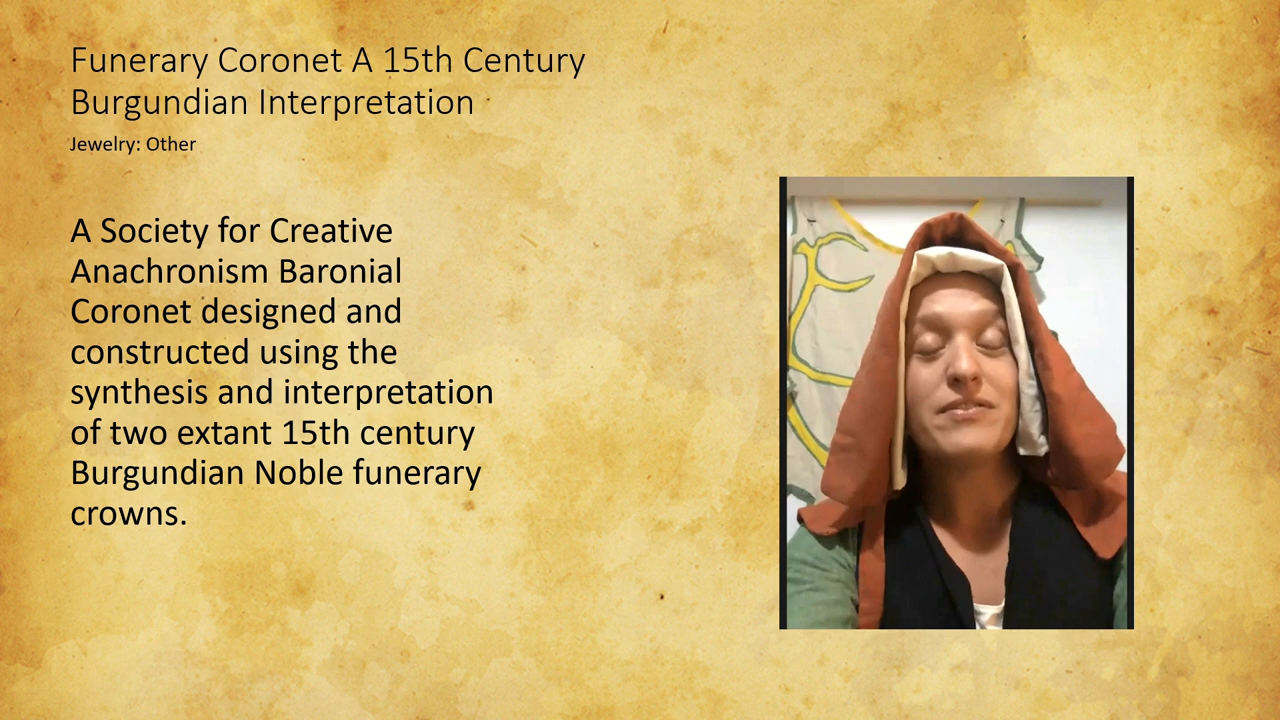 Funerary Coronet A 15th Century
Burgundian Interpretation
Jewelry: Other
A Society for Creative
Anachronism Baronial
Coronet designed and
constructed using the
synthesis and interpretation
of two extant 15th century
Burgundian Noble funerary
crowns.